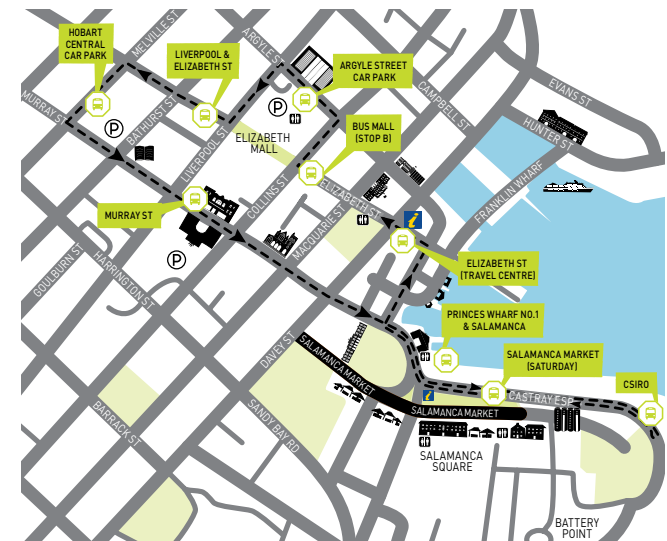 HOBART
CENTRAL
CAR PARK
MELVILLE ST
LIVERPOOL &
ELIZABETH ST
ARGYLE ST
ARGYLE STREET
CAR PARK
MURRAY ST
P
BATHURST ST
LIVERPOOL ST
P
ELIZABETH
MALL
BUS MALL
(STOP B)
CAMPBELL ST
EVANS ST
HUNTER ST
MURRAY ST
COLLINS ST
ELIZABETH ST
MACQUARIE ST
FRANKLIN WHARF
i
P
GOULBURN ST
HARRINGTON ST
ELIZABETH ST
(TRAVEL CENTRE)
PRINCES WHARF NO.1
& SALAMANCA
DAVEY ST
SALAMANCA MARKET
SALAMANCA MARKET
(SATURDAY)
CSIRO
i
CASTRAY ESP
SALAMANCA MARKET
BARRACK ST
SANDY BAY RD
SALAMANCA
SQUARE
BATTERY
POINT